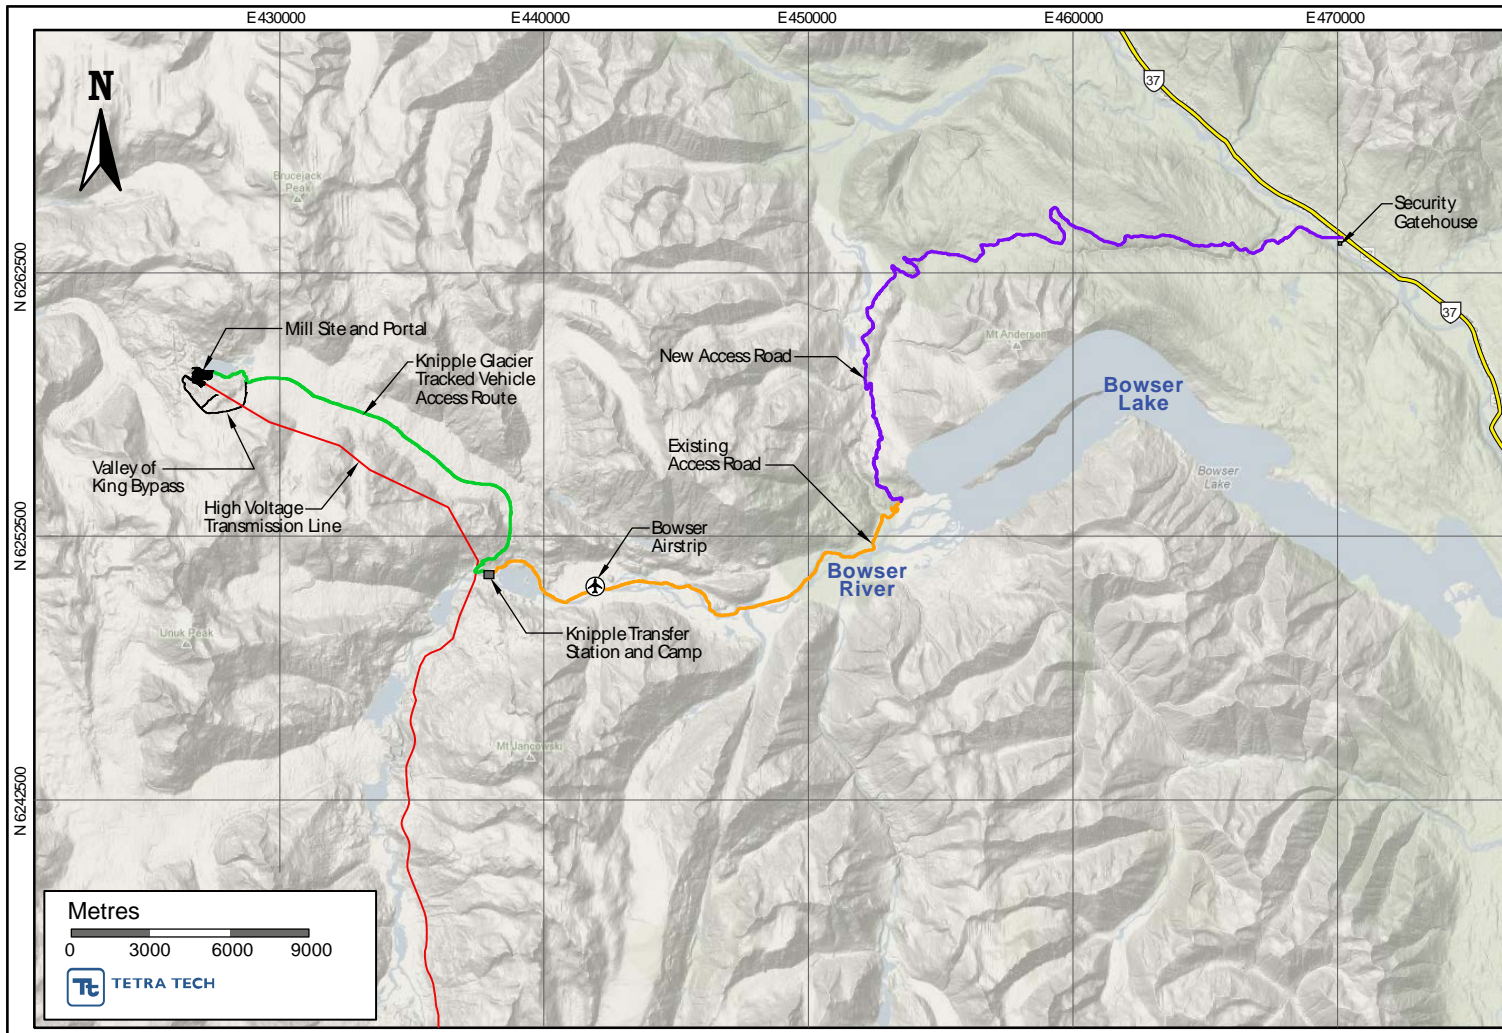 E430000
E440000
E450000
E460000
E470000
N
37
Brucejack
Peak
Security
Gatehouse
N 6262500
37
Mill Site and Portal
Mt Anderson
Knipple Glacier
Tracked Vehicle
Access Route
New Access Road
Bowser
Lake
Existing
Access Road
Valley of
King Bypass
Bowser
Lake
High Voltage
Transmission Line
N 6252500
Bowser
Airstrip
Bowser
River
Unuk Peak
Knipple Transfer
Station and Camp
Mt Jancowski
N 6242500
Metres
0 3000 6000 9000
Tt TETRA TECH